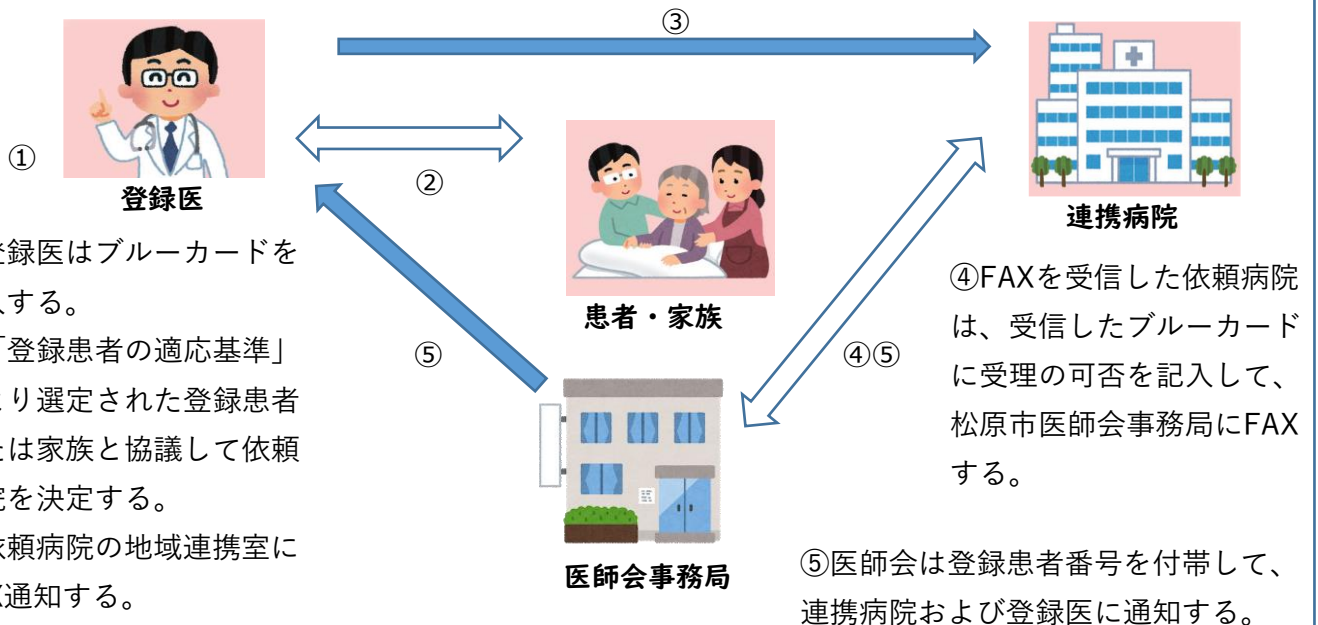 ③
①
登録医
②
連携病院
登録医はブルーカードを
する。
「登録患者の適応基準」
より選定された登録患者
は家族と協議して依頼
を決定する。
依頼病院の地域連携室に
通知する。
患者・家族
④FAXを受信した依頼病院
は、受信したブルーカード
に受理の可否を記入して、
松原市医師会事務局にFAX
する。
⑤
④⑤
医師会事務局
⑤医師会は登録患者番号を付帯して、
連携病院および登録医に通知する。